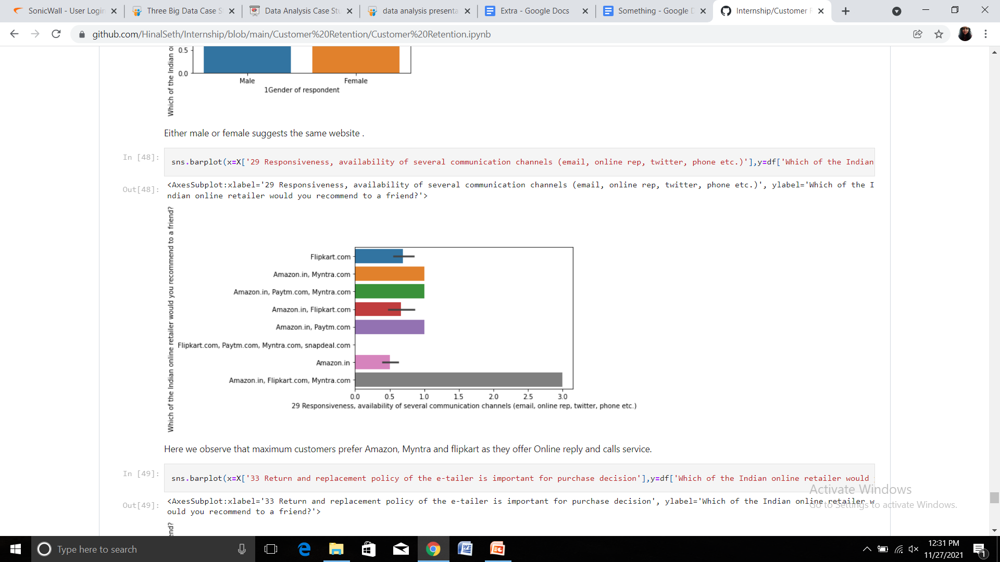 SonicWall - User Login
Three Big Data Case S
Data Analysis Case Stu
data analysis presenta
Extra - Google Docs
Something - Google D
Internship/Customer R
github.com/HinalSeth/Internship/blob/main/Customer%20Retention/Customer%20Retention.ipynb
Which of the Indian o
0.5
0.0
Male
Female
1Gender of respondent
Either male or female suggests the same website .
In [48]:
sns.barplot(x=X['29 Responsiveness, availability of several communication channels (email, online rep, twitter, phone etc.)'],y=df['Which of the Indian
Out[48]:
<AxesSubplot:xlabel='29 Responsiveness, availability of several communication channels (email, online rep, twitter, phone etc.)', ylabel='Which of the I
ndian online retailer would you recommend to a friend?'>
Which of the Indian online retailer would you recommend to a friend?
Flipkart.com
Amazon.in, Myntra.com
Amazon.in, Paytm.com, Myntra.com
Amazon.in, Flipkart.com
Amazon.in, Paytm.com
Flipkart.com, Paytm.com, Myntra.com, snapdeal.com
Amazon.in
Amazon.in, Flipkart.com, Myntra.com
0.0 0.5 1.0 1.5 2.0 2.5 3.0
29 Responsiveness, availability of several communication channels (email, online rep, twitter, phone etc.)
Here we observe that maximum customers prefer Amazon, Myntra and flipkart as they offer Online reply and calls service.
In [49]:
sns.barplot(x=X['33 Return and replacement policy of the e-tailer is important for purchase decision'],y=df['Which of the Indian online retailer would
Activate Windows
Go to Settings to activate Windows.
Out[49]:
<AxesSubplot:xlabel='33 Return and replacement policy of the e-tailer is important for purchase decision', ylabel='Which of the Indian online retailer w
ould you recommend to a friend?'>
end?
Type here to search
12:31 PM
11/27/2021
1